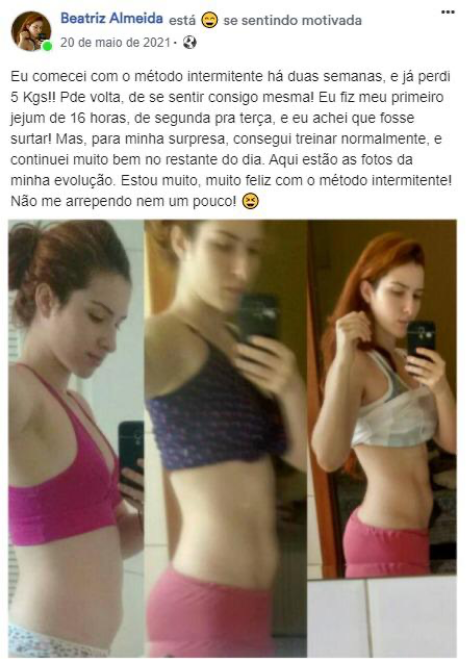 Beatriz Almeida está se sentindo motivada
20 de maio de 2021 ·
Eu comecei com o método intermitente há duas semanas, e já perdi
5 Kgs!! Pde volta, de se sentir consigo mesma! Eu fiz meu primeiro
jejum de 16 horas, de segunda pra terça, e eu achei que fosse
surtar! Mas, para minha surpresa, consegui treinar normalmente, e
continuei muito bem no restante do dia. Aqui estão as fotos da
minha evolução. Estou muito, muito feliz com o método intermitente!
Não me arrependo nem um pouco!